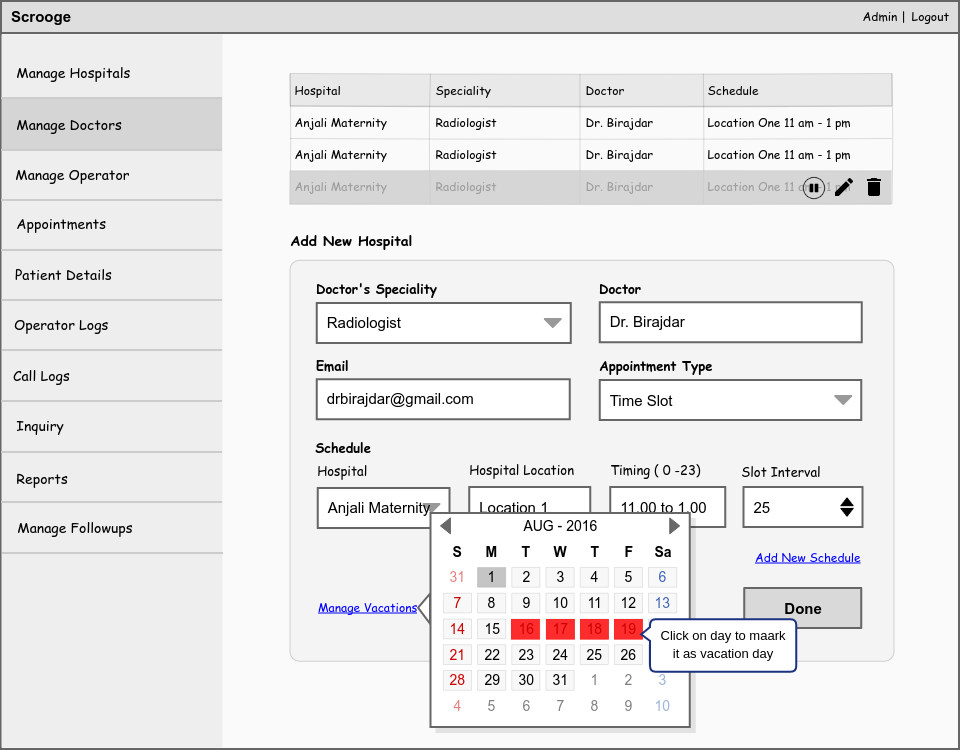 Scrooge
Admin | Logout
Manage Hospitals
Manage Doctors
Manage Operator
Appointments
Patient Details
Operator Logs
Call Logs
Inquiry
Reports
Manage Followups
Hospital Speciality Doctor Schedule
Anjali Maternity Radiologist Dr. Birajdar Location One 11 am - 1 pm
Anjali Maternity Radiologist Dr. Birajdar Location One 11 am - 1 pm
Anjali Maternity Radiologist Dr. Birajdar Location One 11
Add New Hospital
Doctor's Speciality Doctor
Radiologist Dr. Birajdar
Email Appointment Type
drbirajdar@gmail.com Time Slot
Schedule
Hospital Hospital Location Timing ( 0 -23) Slot Interval
Anjali Maternity Location 1 11.00 to 1.00 25
Add New Schedule
Manage Vacations
Done
AUG - 2016
S M T W T F Sa
31 1 2 3 4 5 6
7 8 9 10 11 12 13
14 15 16 17 18 19
21 22 23 24 25 26
28 29 30 31 1 2 3
4 5 6 7 8 9 10
Click on day to maark
it as vacation day